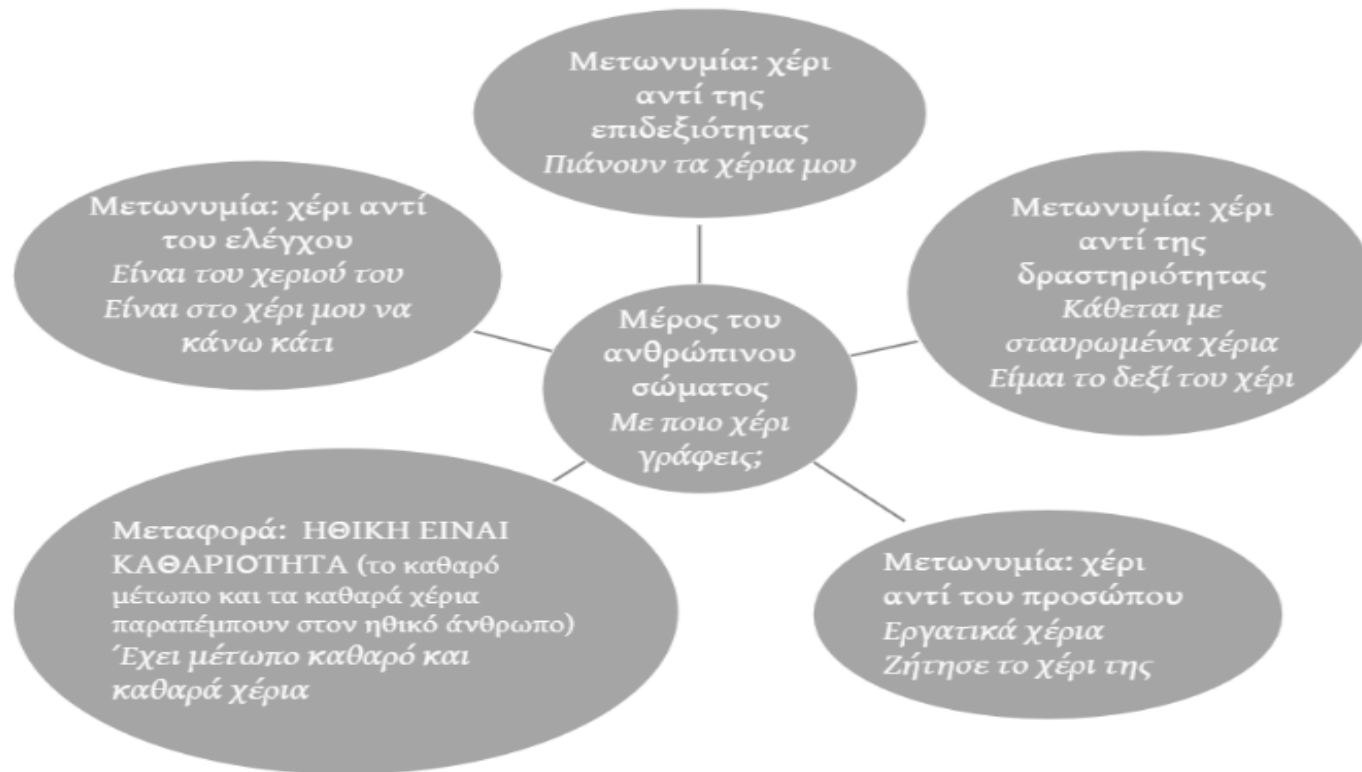 Μετωνυμία: χέρι
αντί της
επιδεξιότητας
Πιάνουν τα χέρια μου
Μετωνυμία: χέρι αντί
του ελέγχου
Είναι του χεριού του
Είναι στο χέρι μου να
κάνω κάτι
Μετωνυμία: χέρι
αντί της
δραστηριότητας
Κάθεται με
σταυρωμένα χέρια
Είμαι το δεξί του χέρι
Μέρος του
ανθρώπινου
σώματος
Με ποιο χέρι
γράφεις;
Μεταφορά: ΗΘΙΚΗ ΕΙΝΑΙ
ΚΑΘΑΡΙΟΤΗΤΑ (το καθαρό
μέτωπο και τα καθαρά χέρια
παραπέμπουν στον ηθικό άνθρωπο)
Έχει μέτωπο καθαρό και
καθαρά χέρια
Μετωνυμία: χέρι
αντί του προσώπου
Εργατικά χέρια
Ζήτησε το χέρι της